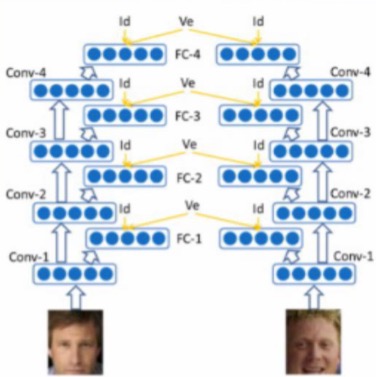 Id Ve Id
FC-4
Conv-4 Id Ve Id Conv-4
FC-3
Conv-3 Id Ve Id Conv-3
FC-2
Conv-2 Id Ve Id Conv-2
FC-1
Conv-1 Conv-1